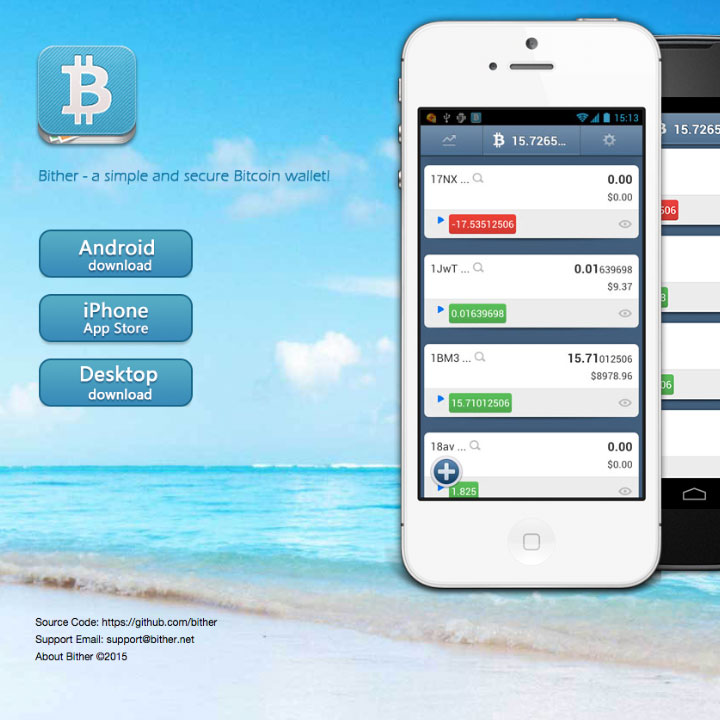 Bither - a simple and secure Bitcoin wallet!
Android
download
iPhone
App Store
Desktop
download
Source Code: https://github.com/bither
Support Email: support@bither.net
About Bither ©2015
15:13
15.7265...
17NX ...
0.00
$0.00
-17.53512506
1JwT ...
0.01639698
$9.37
0.01639698
1BM3 ...
15.71012506
$8978.96
15.71012506
18av ...
0.00
$0.00
1.825
15.7265
506
8
06